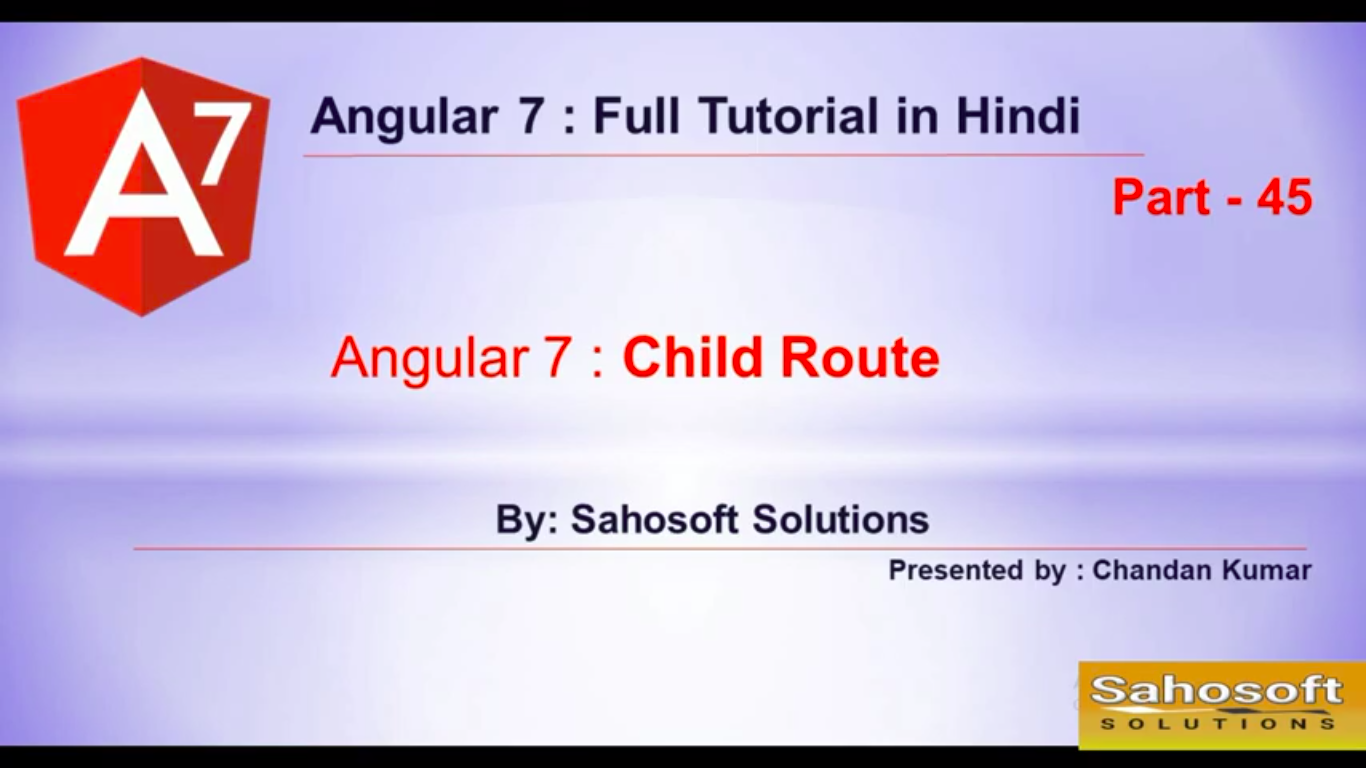 A7
Angular 7 : Full Tutorial in Hindi
Part - 45
Angular 7 : Child Route
By: Sahosoft Solutions
Presented by : Chandan Kumar
Sahosoft
SOLUTIONS